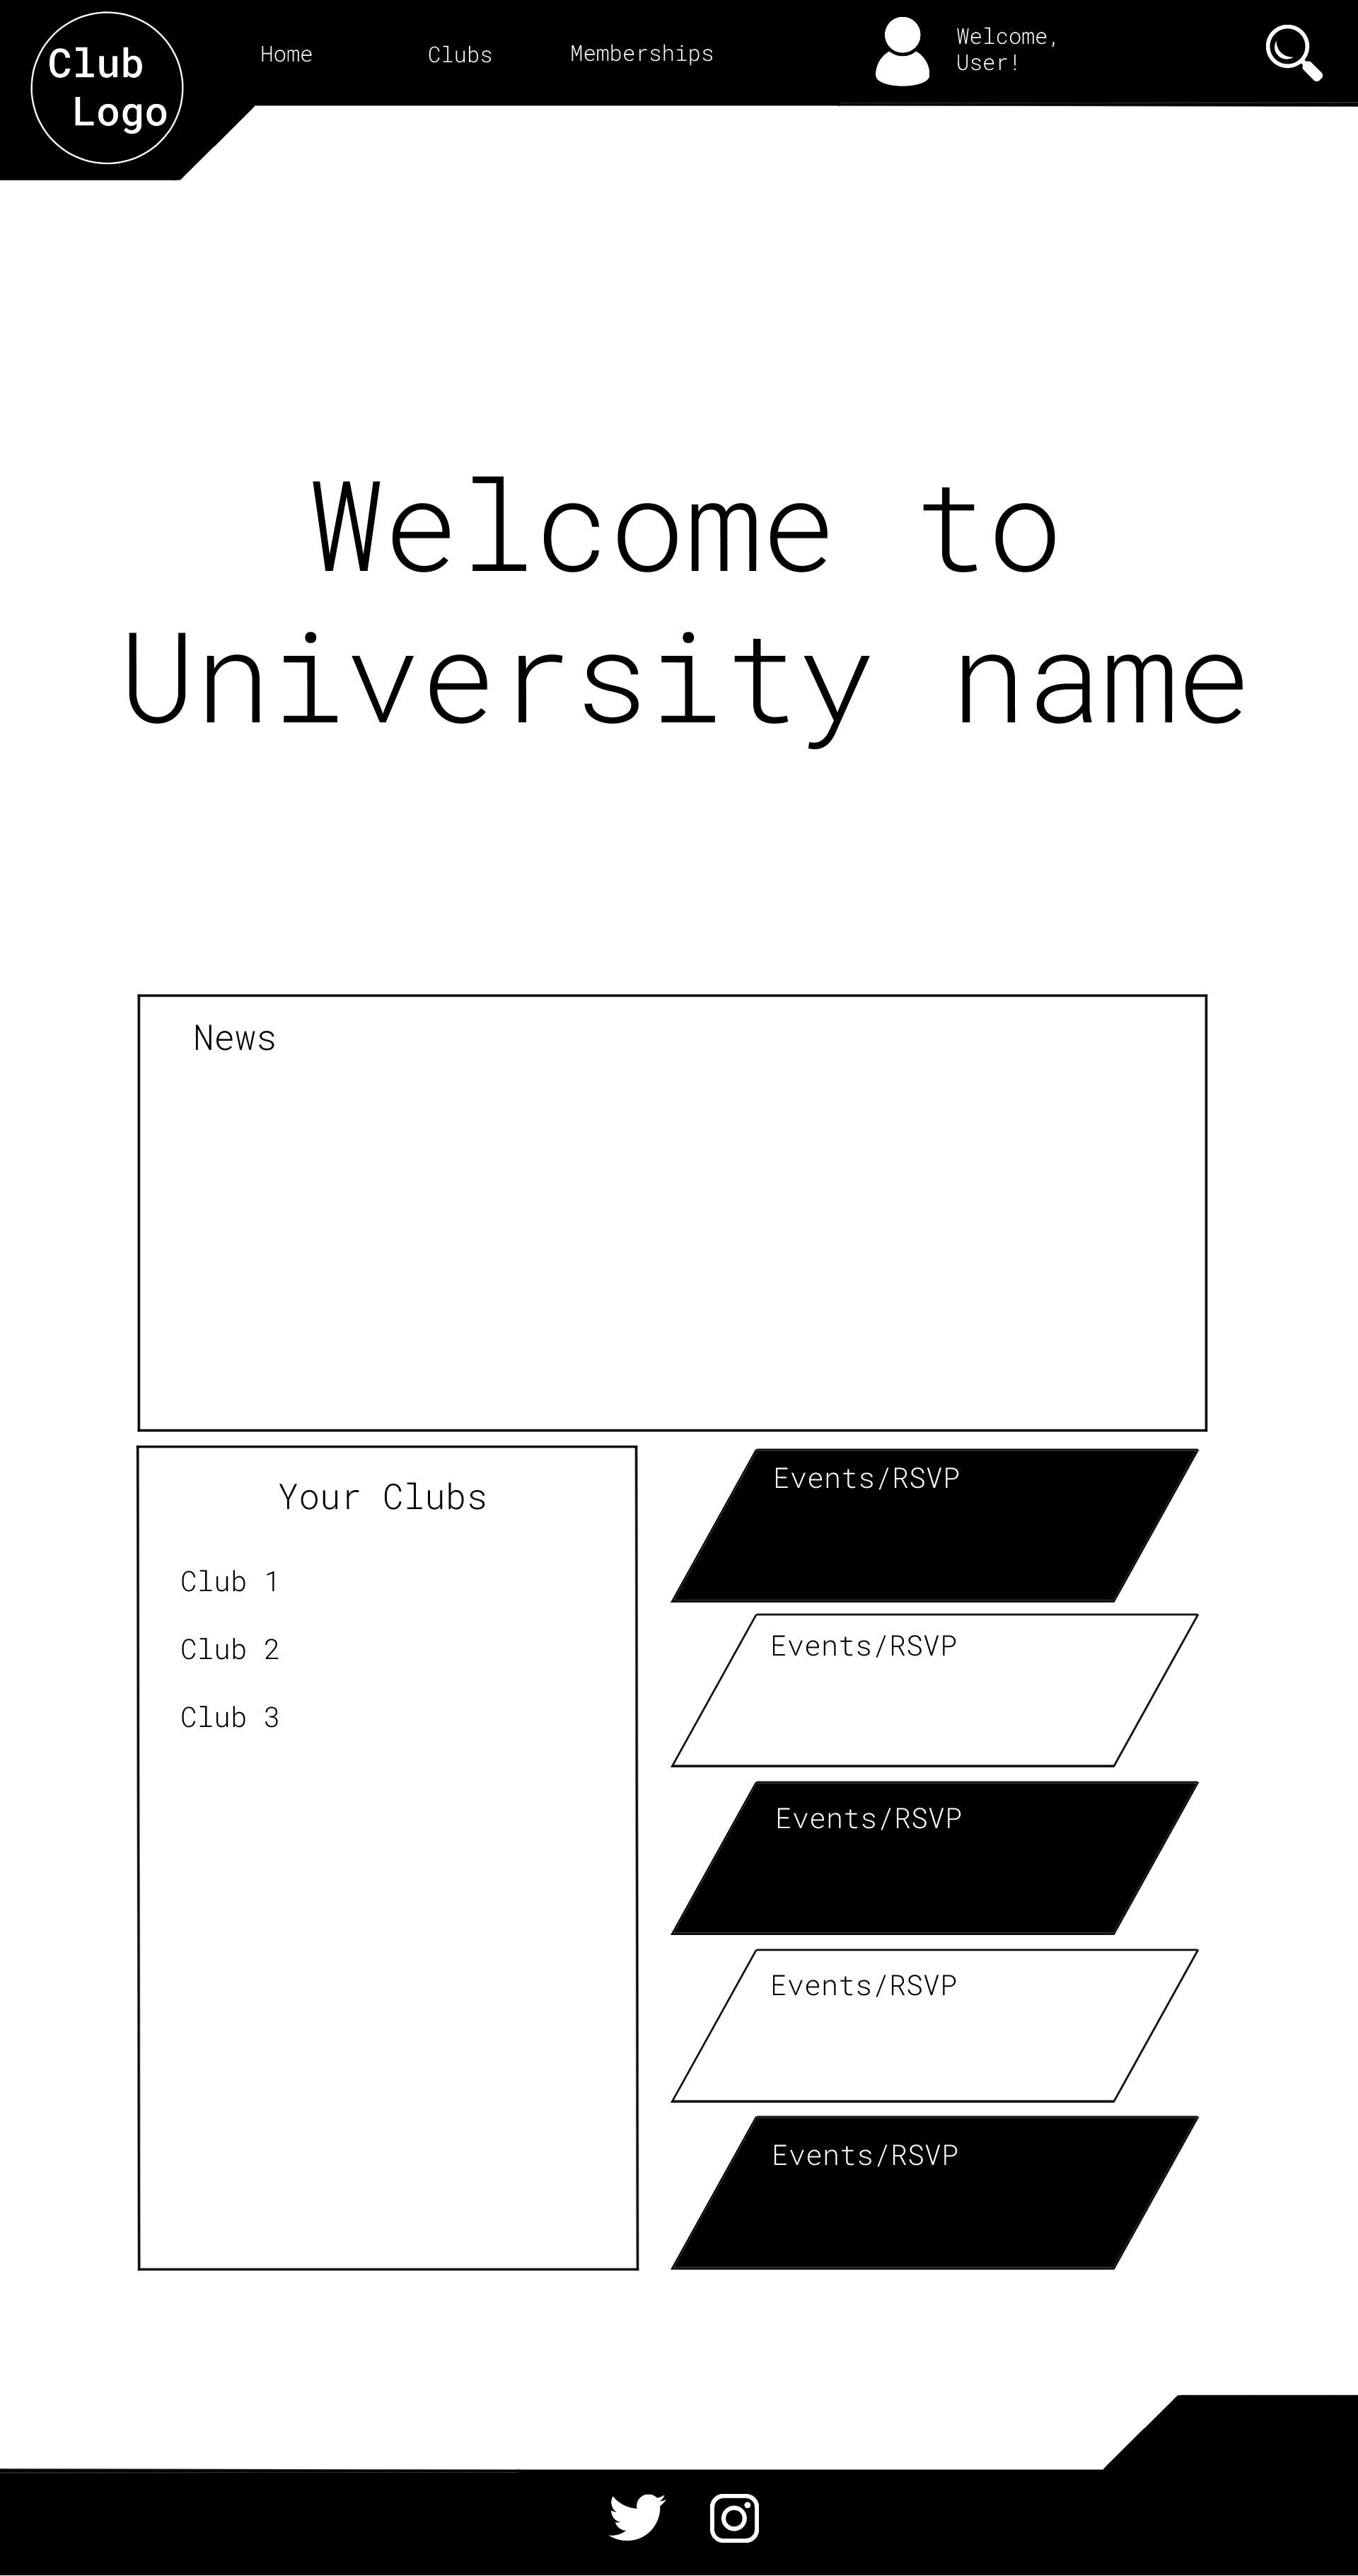 Club
Logo
Home
Clubs
Memberships
Welcome,
User!
Welcome to
University name
News
Your Clubs
Club 1
Club 2
Club 3
Events/RSVP
Events/RSVP
Events/RSVP
Events/RSVP
Events/RSVP